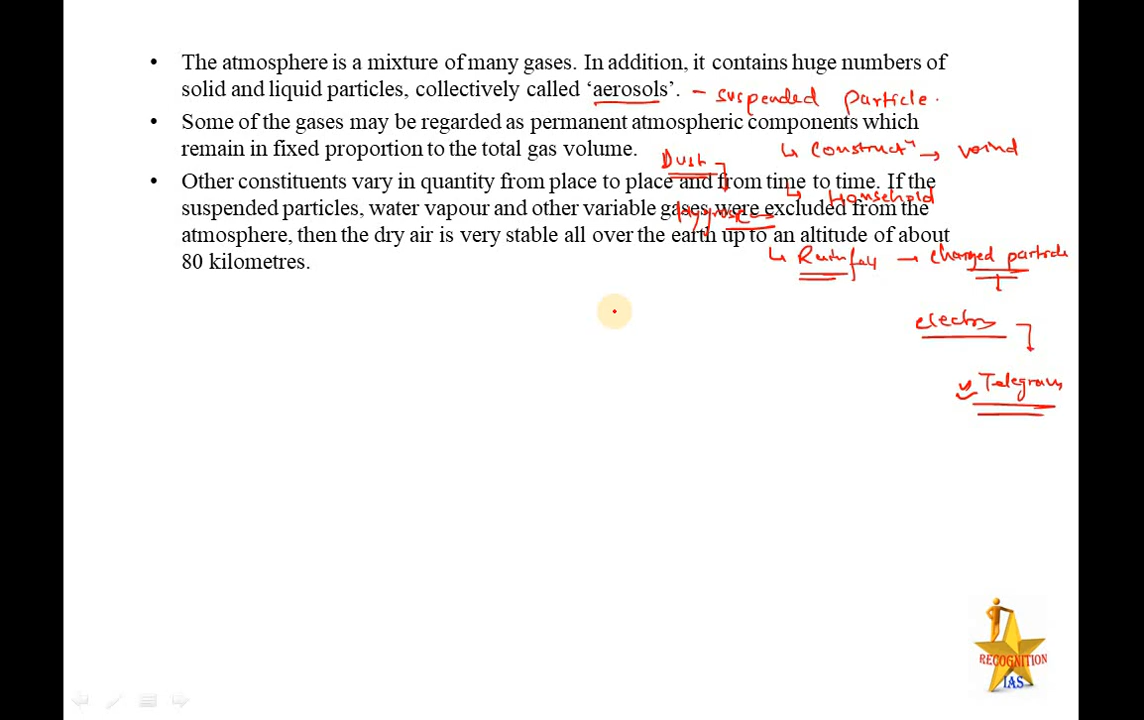 • The atmosphere is a mixture of many gases. In addition, it contains huge numbers of
solid and liquid particles, collectively called ‘aerosols’. – suspended particle.
• Some of the gases may be regarded as permanent atmospheric components which
remain in fixed proportion to the total gas volume.
Dust
↳ Constructⁿ →
• Other constituents vary in quantity from place to place and from time to time. If the
↳ Household
suspended particles, water vapour and other variable gases were excluded from the
atmosphere, then the dry air is very stable all over the earth up to an altitude of about
80 kilometres.
↳ Rainfall → charged particle
Telegram
RECOGNITION
IAS